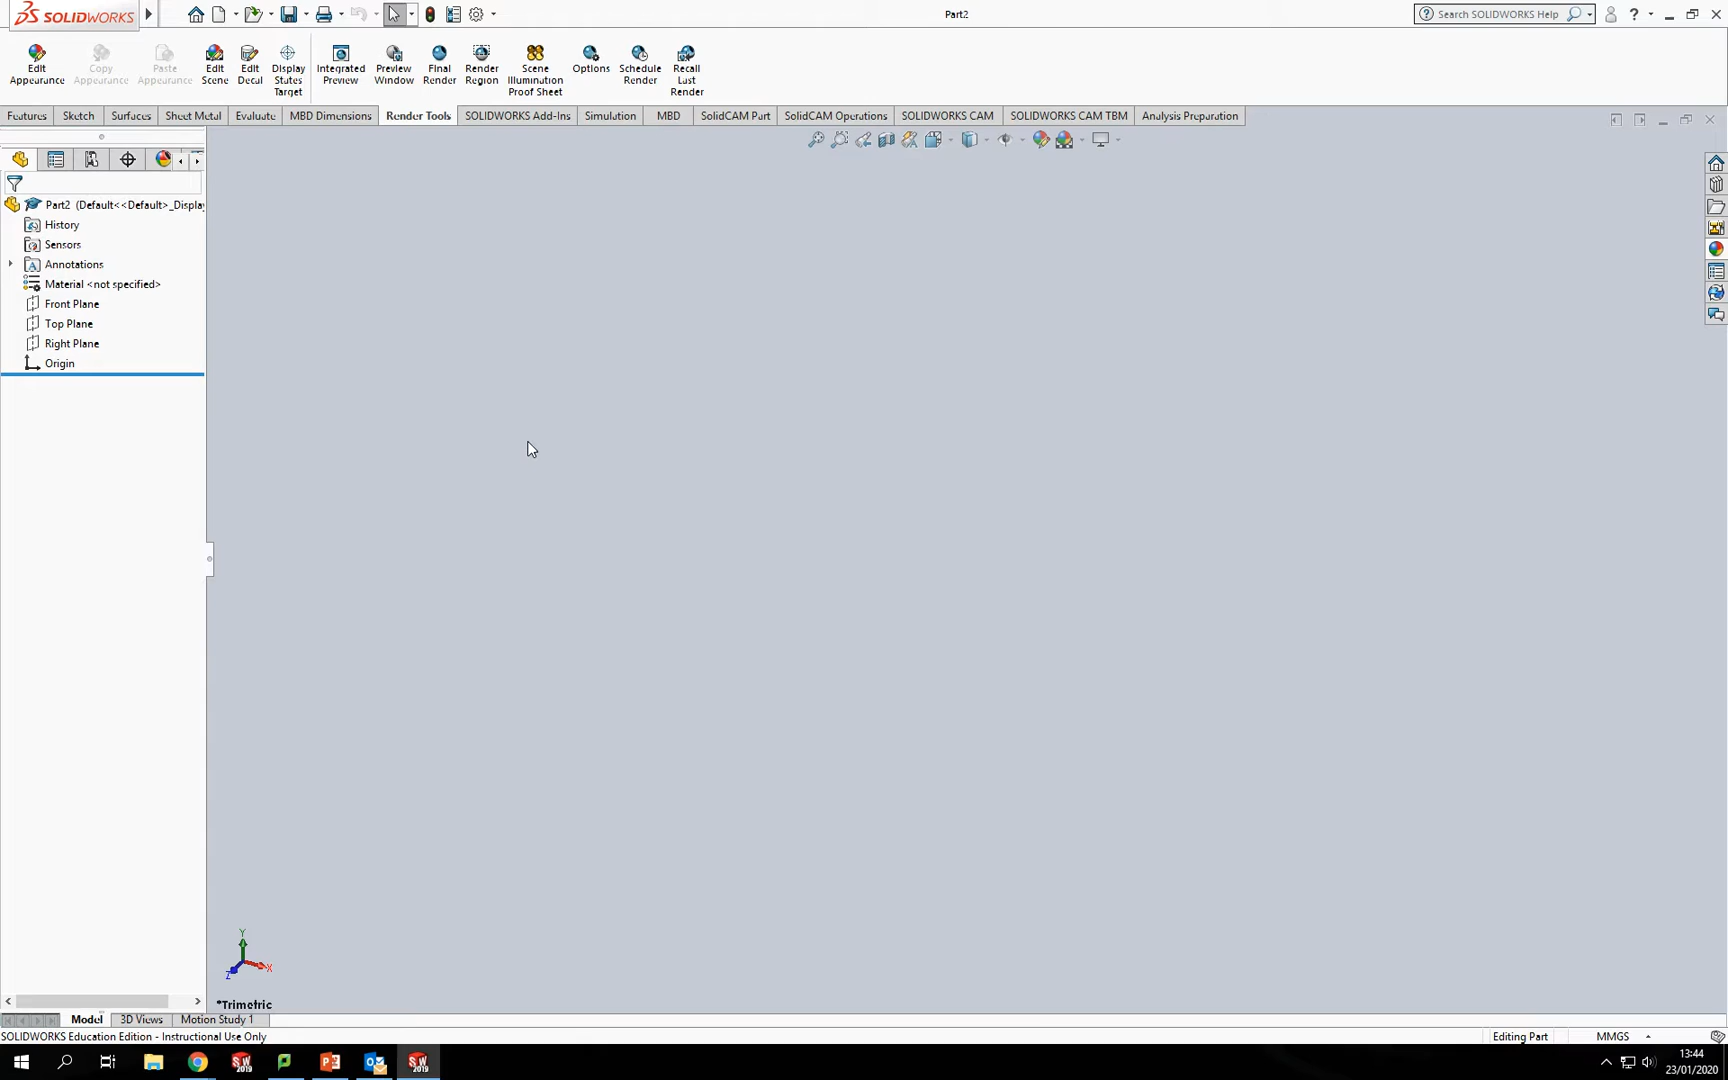 SOLIDWORKS
Part2
Search SOLIDWORKS Help
Edit Appearance
Copy Appearance
Paste Appearance
Edit Scene
Edit Decal
Display States Target
Integrated Preview
Preview Window
Final Render
Render Region
Scene Illumination Proof Sheet
Options
Schedule Render
Recall Last Render
Features
Sketch
Surfaces
Sheet Metal
Evaluate
MBD Dimensions
Render Tools
SOLIDWORKS Add-Ins
Simulation
MBD
SolidCAM Part
SolidCAM Operations
SOLIDWORKS CAM
SOLIDWORKS CAM TBM
Analysis Preparation
Part2 (Default<<Default>_Displa
History
Sensors
Annotations
Material <not specified>
Front Plane
Top Plane
Right Plane
Origin
Y
X
Z
*Trimetric
Model
3D Views
Motion Study 1
SOLIDWORKS Education Edition - Instructional Use Only
Editing Part
MMGS
13:44
23/01/2020